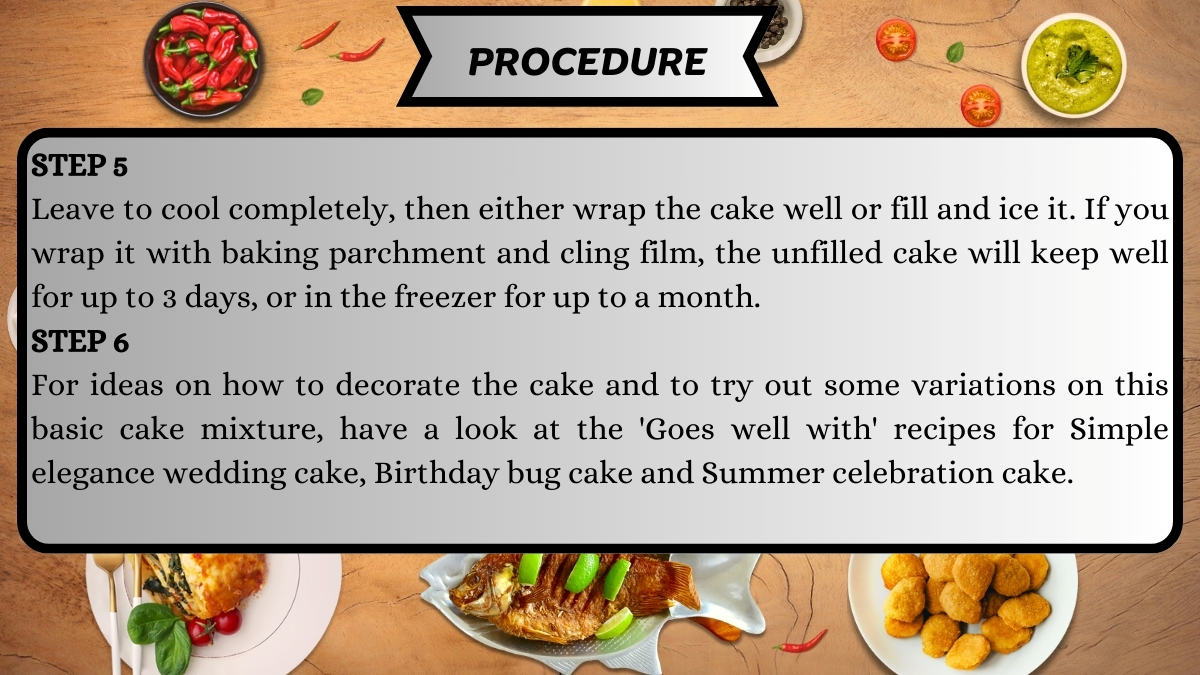 PROCEDURE
STEP 5
Leave to cool completely, then either wrap the cake well or fill and ice it. If you
wrap it with baking parchment and cling film, the unfilled cake will keep well
for up to 3 days, or in the freezer for up to a month.
STEP 6
For ideas on how to decorate the cake and to try out some variations on this
basic cake mixture, have a look at the 'Goes well with' recipes for Simple
elegance wedding cake, Birthday bug cake and Summer celebration cake.